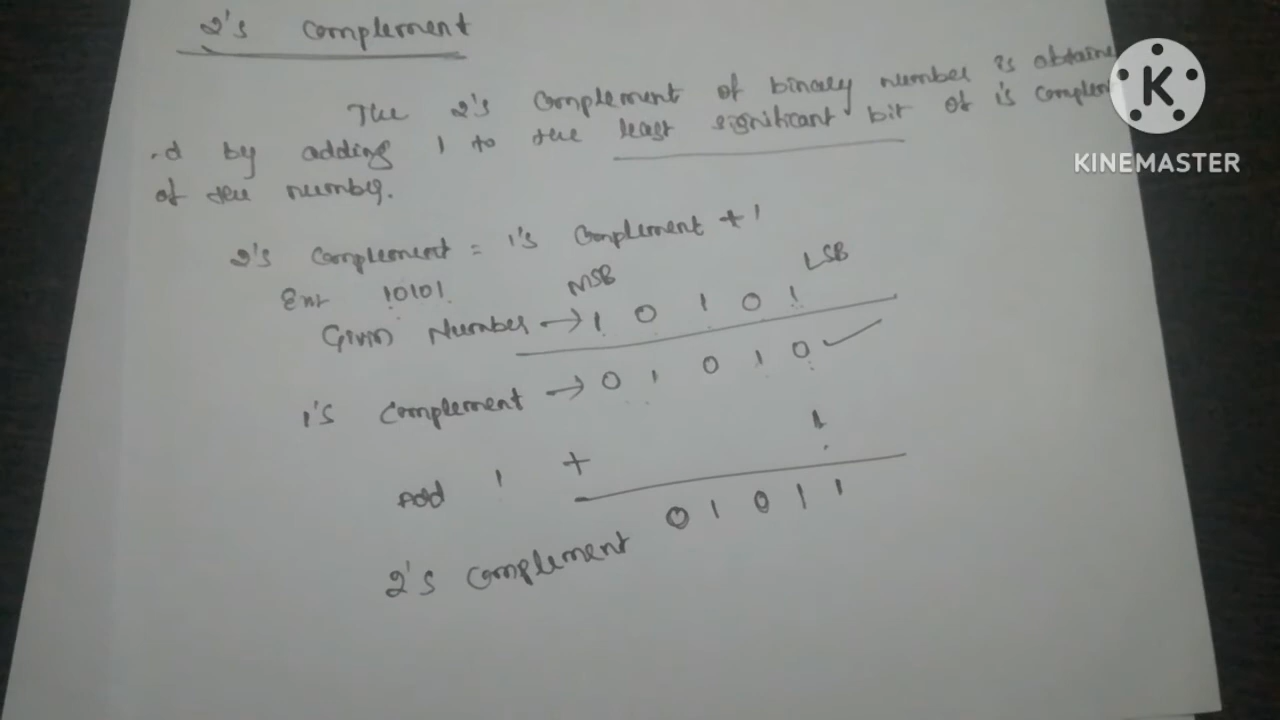 2's complement
The 2's complement of binary number is obtaine
.d by adding 1 to the least significant bit of 1's complem
of the number.
2's complement = 1's complement + 1
Ex: 10101.
MSB LSB
Given Number → 1 0 1 0 1
1's complement → 0 1 0 1 0 ✓
Add 1 + 1
2's complement 0 1 0 1 1
K
KINEMASTER